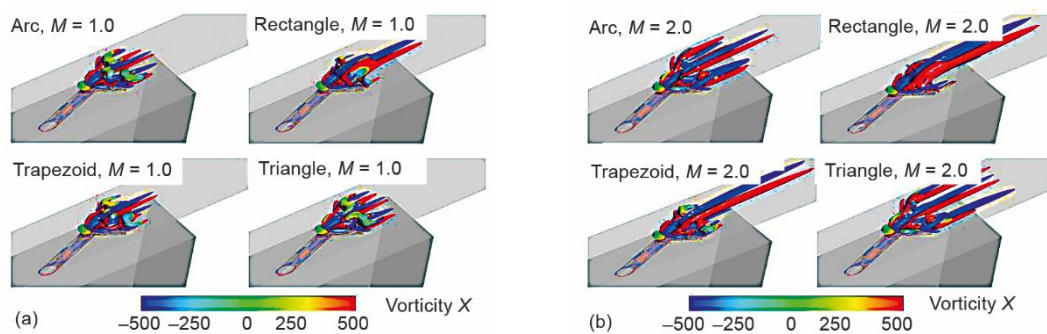 Arc, M = 1.0
Rectangle, M = 1.0
Trapezoid, M = 1.0
Triangle, M = 1.0
(a)
−500 −250 0 250 500
Vorticity X
Arc, M = 2.0
Rectangle, M = 2.0
Trapezoid, M = 2.0
Triangle, M = 2.0
(b)
−500 −250 0 250 500
Vorticity X